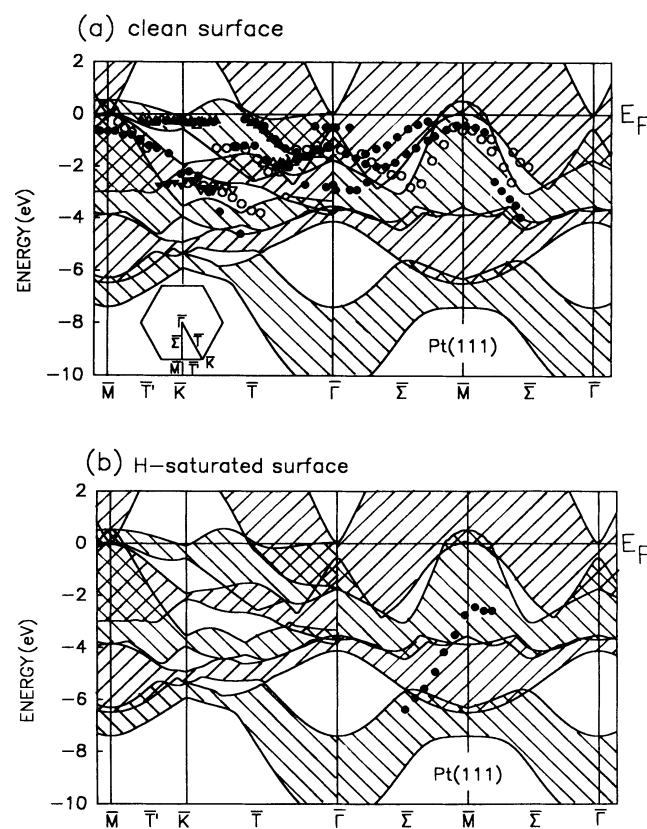 (a) clean surface
2
0
−2
−4
−6
−8
−10
ENERGY (eV)
E_F
Γ̅
Σ̅ T̅
M̅ T̅' K̅
Pt(111)
M̅ T̅' K̅ T̅ Γ̅ Σ̅ M̅ Σ̅ Γ̅
(b) H−saturated surface
2
0
−2
−4
−6
−8
−10
ENERGY (eV)
E_F
Pt(111)
M̅ T̅' K̅ T̅ Γ̅ Σ̅ M̅ Σ̅ Γ̅